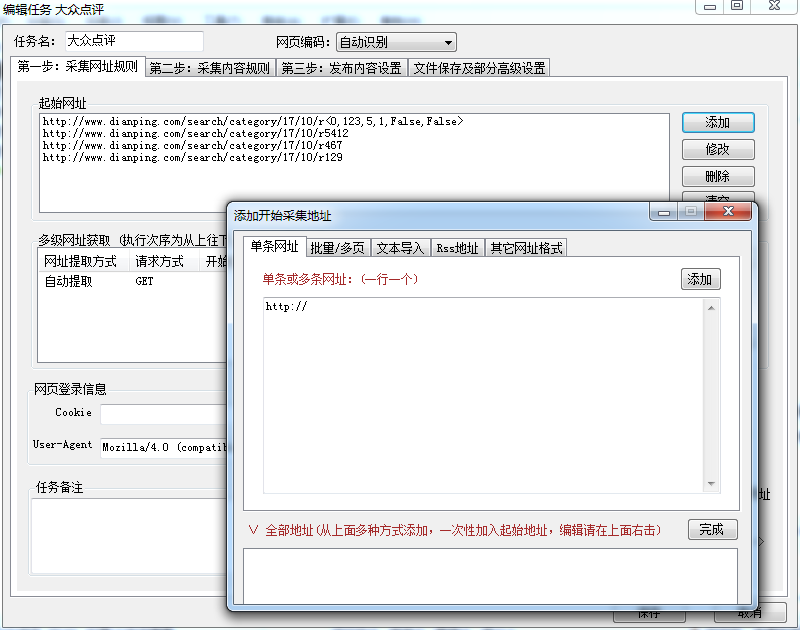 编辑任务 大众点评
任务名: 大众点评 网页编码: 自动识别
第一步: 采集网址规则 第二步: 采集内容规则 第三步: 发布内容设置 文件保存及部分高级设置
起始网址
http://www.dianping.com/search/category/17/10/r<0,123,5,1,False,False>
http://www.dianping.com/search/category/17/10/r5412
http://www.dianping.com/search/category/17/10/r467
http://www.dianping.com/search/category/17/10/r129
添加
修改
删除
清空
多级网址获取 (执行次序为从上往下
网址提取方式 请求方式 开始
自动提取 GET
网页登录信息
Cookie
User-Agent Mozilla/4.0 (compatib
任务备注
添加开始采集地址
单条网址 批量/多页 文本导入 Rss地址 其它网址格式
单条或多条网址: (一行一个) 添加
http://
∨ 全部地址(从上面多种方式添加, 一次性加入起始地址, 编辑请在上面右击) 完成
址
保存 取消